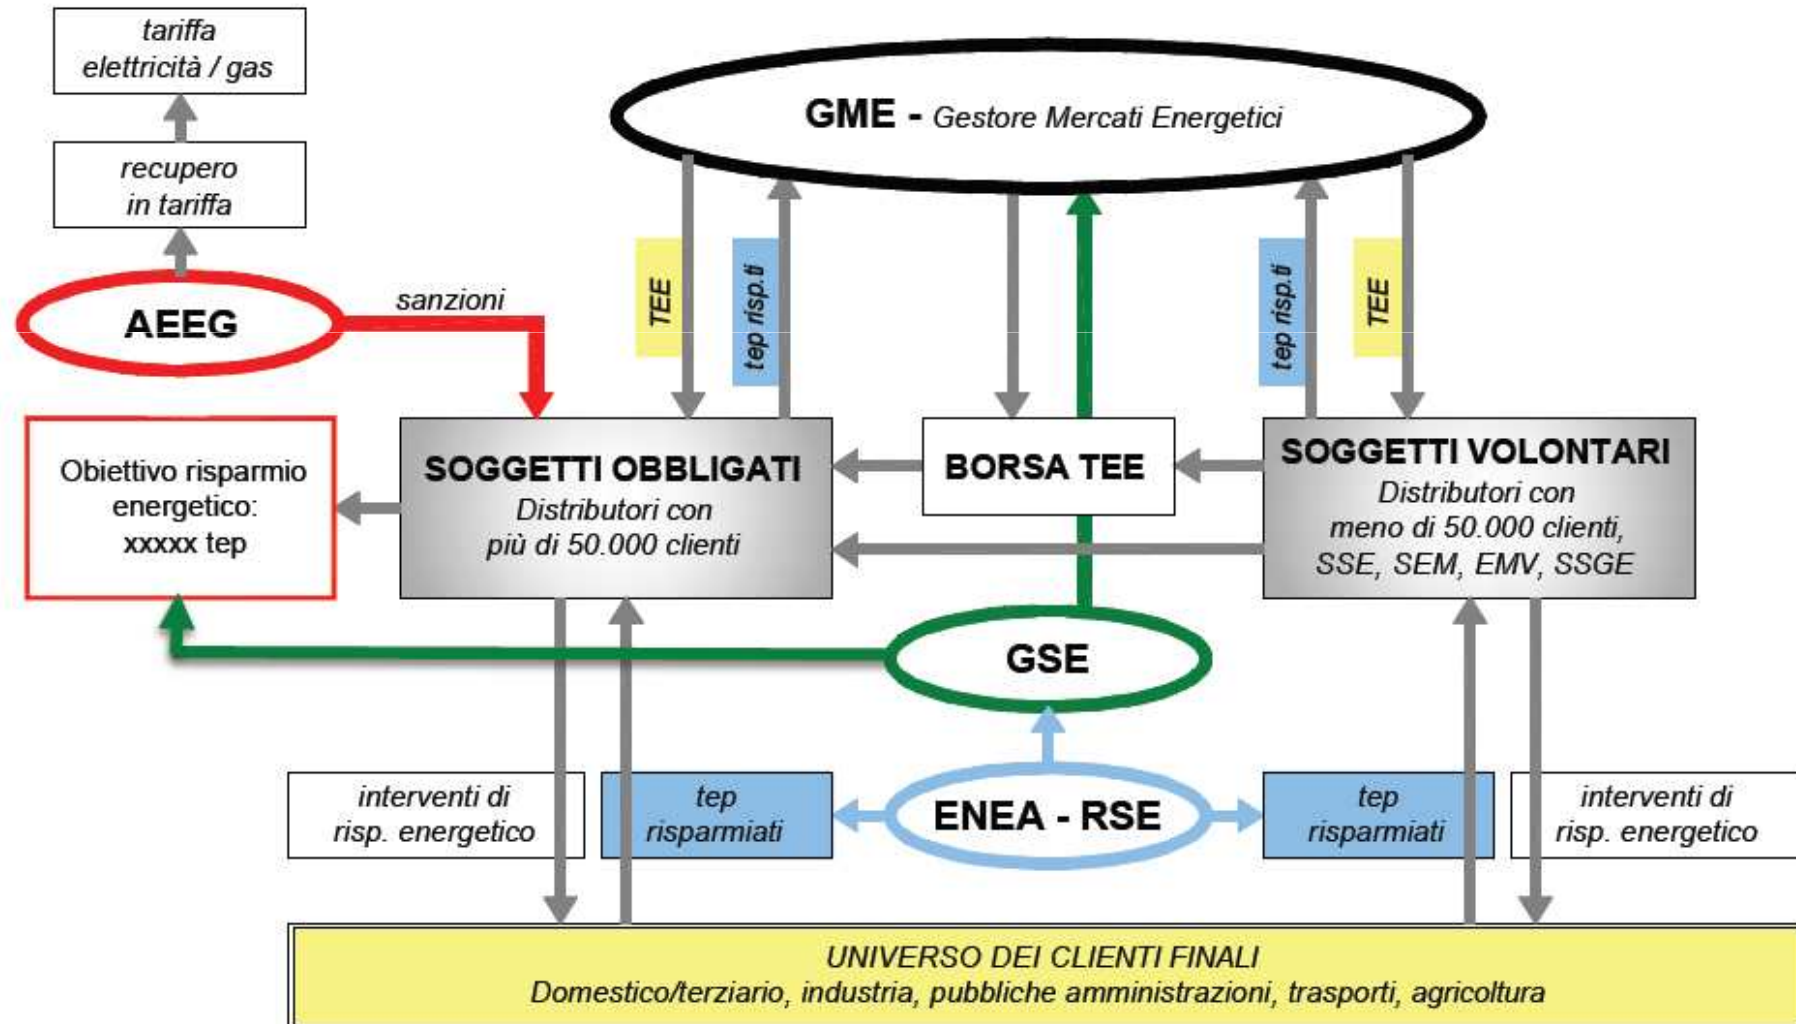 tariffa
elettricità / gas
GME - Gestore Mercati Energetici
recupero
in tariffa
AEEG
sanzioni
TEE
tep risp.ti
tep risp.ti
TEE
Obiettivo risparmio
energetico:
xxxxx tep
SOGGETTI OBBLIGATI
Distributori con
più di 50.000 clienti
BORSA TEE
SOGGETTI VOLONTARI
Distributori con
meno di 50.000 clienti,
SSE, SEM, EMV, SSGE
GSE
interventi di
risp. energetico
tep
risparmiati
ENEA - RSE
tep
risparmiati
interventi di
risp. energetico
UNIVERSO DEI CLIENTI FINALI
Domestico/terziario, industria, pubbliche amministrazioni, trasporti, agricoltura